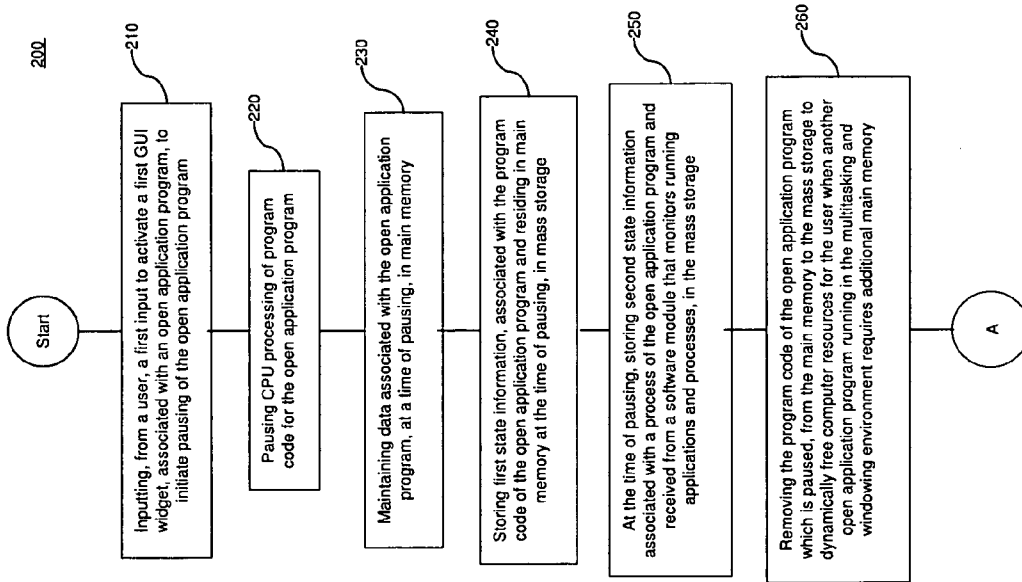 200
Start
210
Inputting, from a user, a first input to activate a first GUI
widget, associated with an open application program, to
initiate pausing of the open application program
220
Pausing CPU processing of program
code for the open application program
230
Maintaining data associated with the open application
program, at a time of pausing, in main memory
240
Storing first state information, associated with the program
code of the open application program and residing in main
memory at the time of pausing, in mass storage
250
At the time of pausing, storing second state information
associated with a process of the open application program and
received from a software module that monitors running
applications and processes, in the mass storage
260
Removing the program code of the open application program
which is paused, from the main memory to the mass storage to
dynamically free computer resources for the user when another
open application program running in the multitasking and
windowing environment requires additional main memory
A